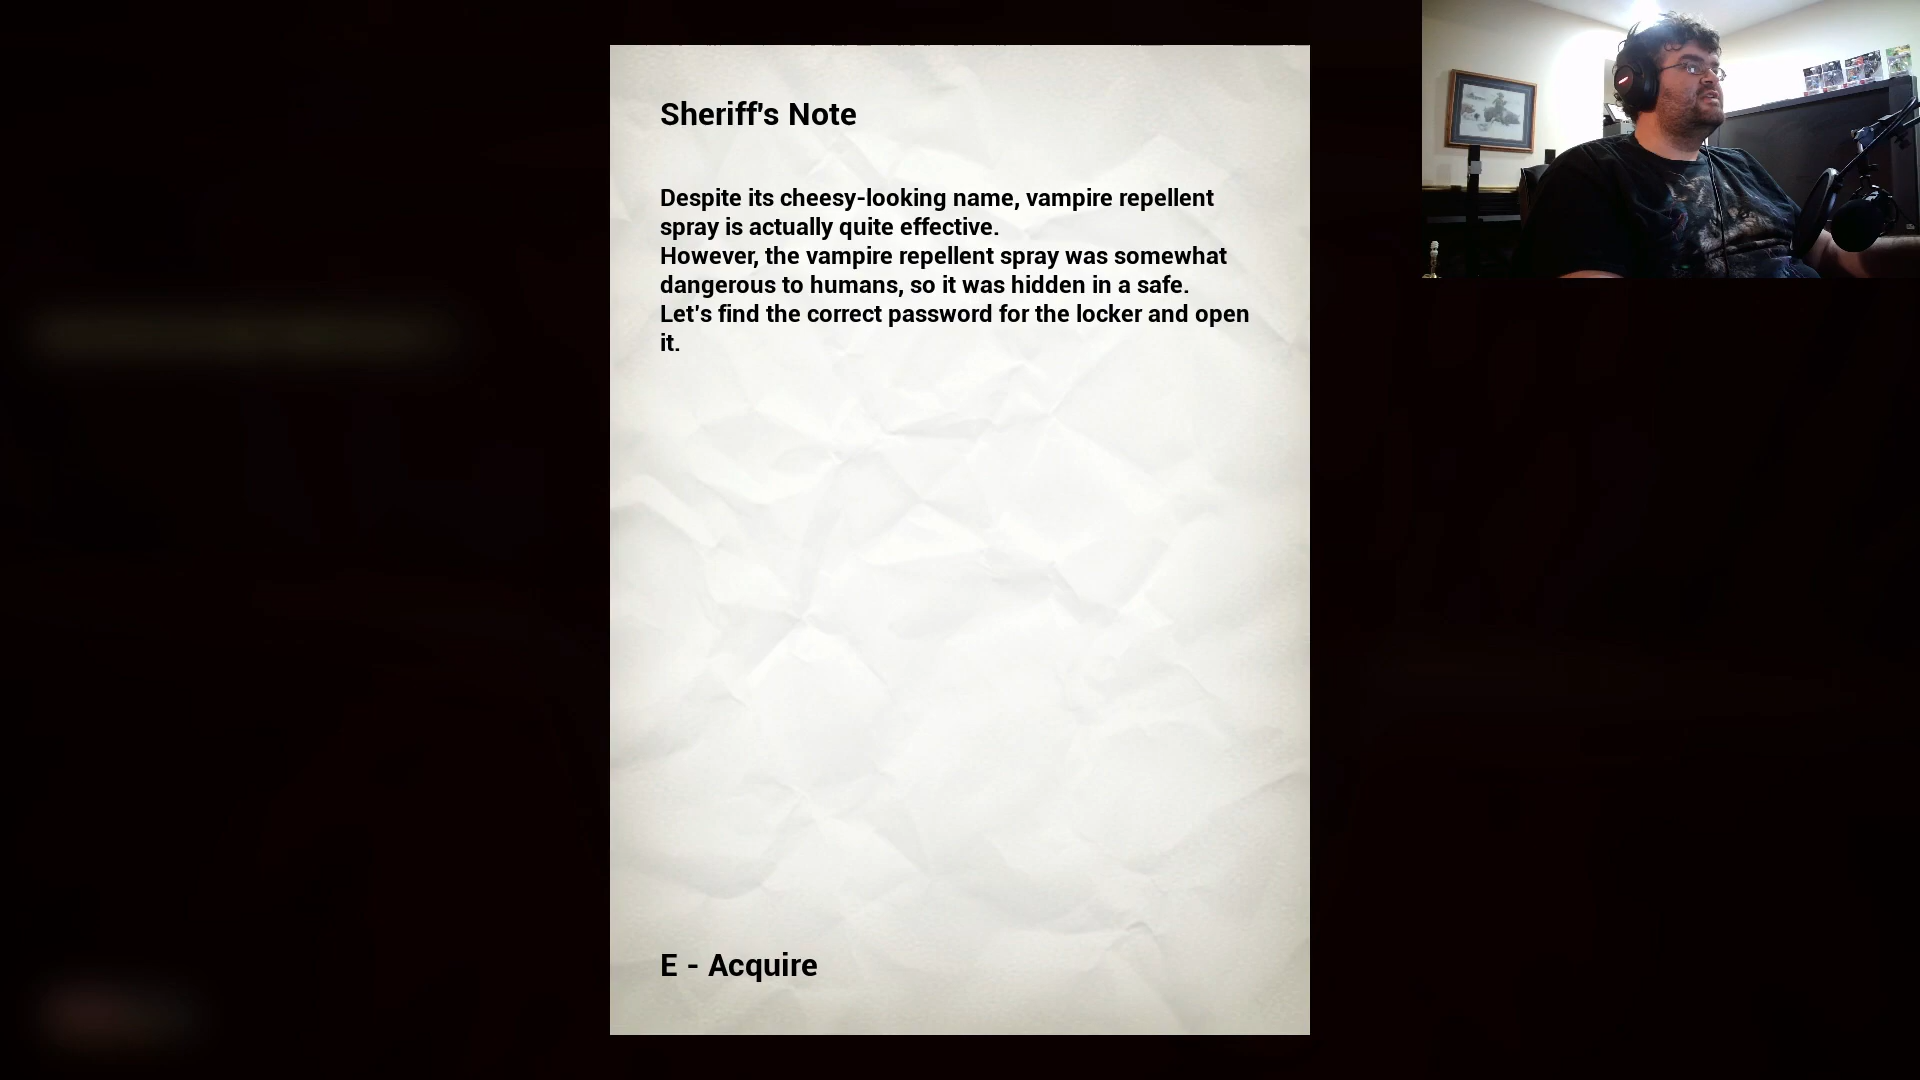 Sheriff's Note
Despite its cheesy-looking name, vampire repellent
spray is actually quite effective.
However, the vampire repellent spray was somewhat
dangerous to humans, so it was hidden in a safe.
Let's find the correct password for the locker and open
it.
E - Acquire